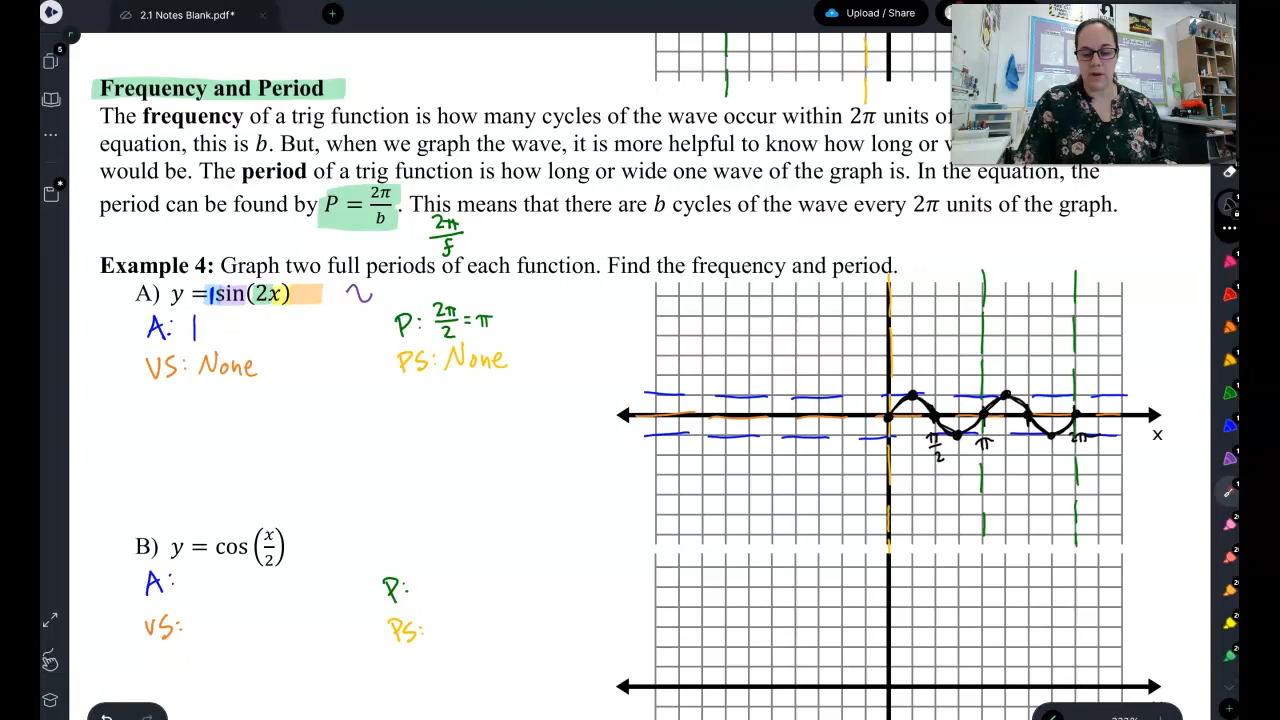 2.1 Notes Blank.pdf*
Upload / Share
5
Frequency and Period
The frequency of a trig function is how many cycles of the wave occur within 2π units of
equation, this is b. But, when we graph the wave, it is more helpful to know how long or
would be. The period of a trig function is how long or wide one wave of the graph is. In the equation, the
period can be found by P = 2π/b. This means that there are b cycles of the wave every 2π units of the graph.
2π/f
Example 4: Graph two full periods of each function. Find the frequency and period.
A) y = 1sin(2x)
A: 1
P: 2π/2 = π
VS: None
PS: None
π/2
π
2π
x
B) y = cos(x/2)
A:
P:
VS:
PS: